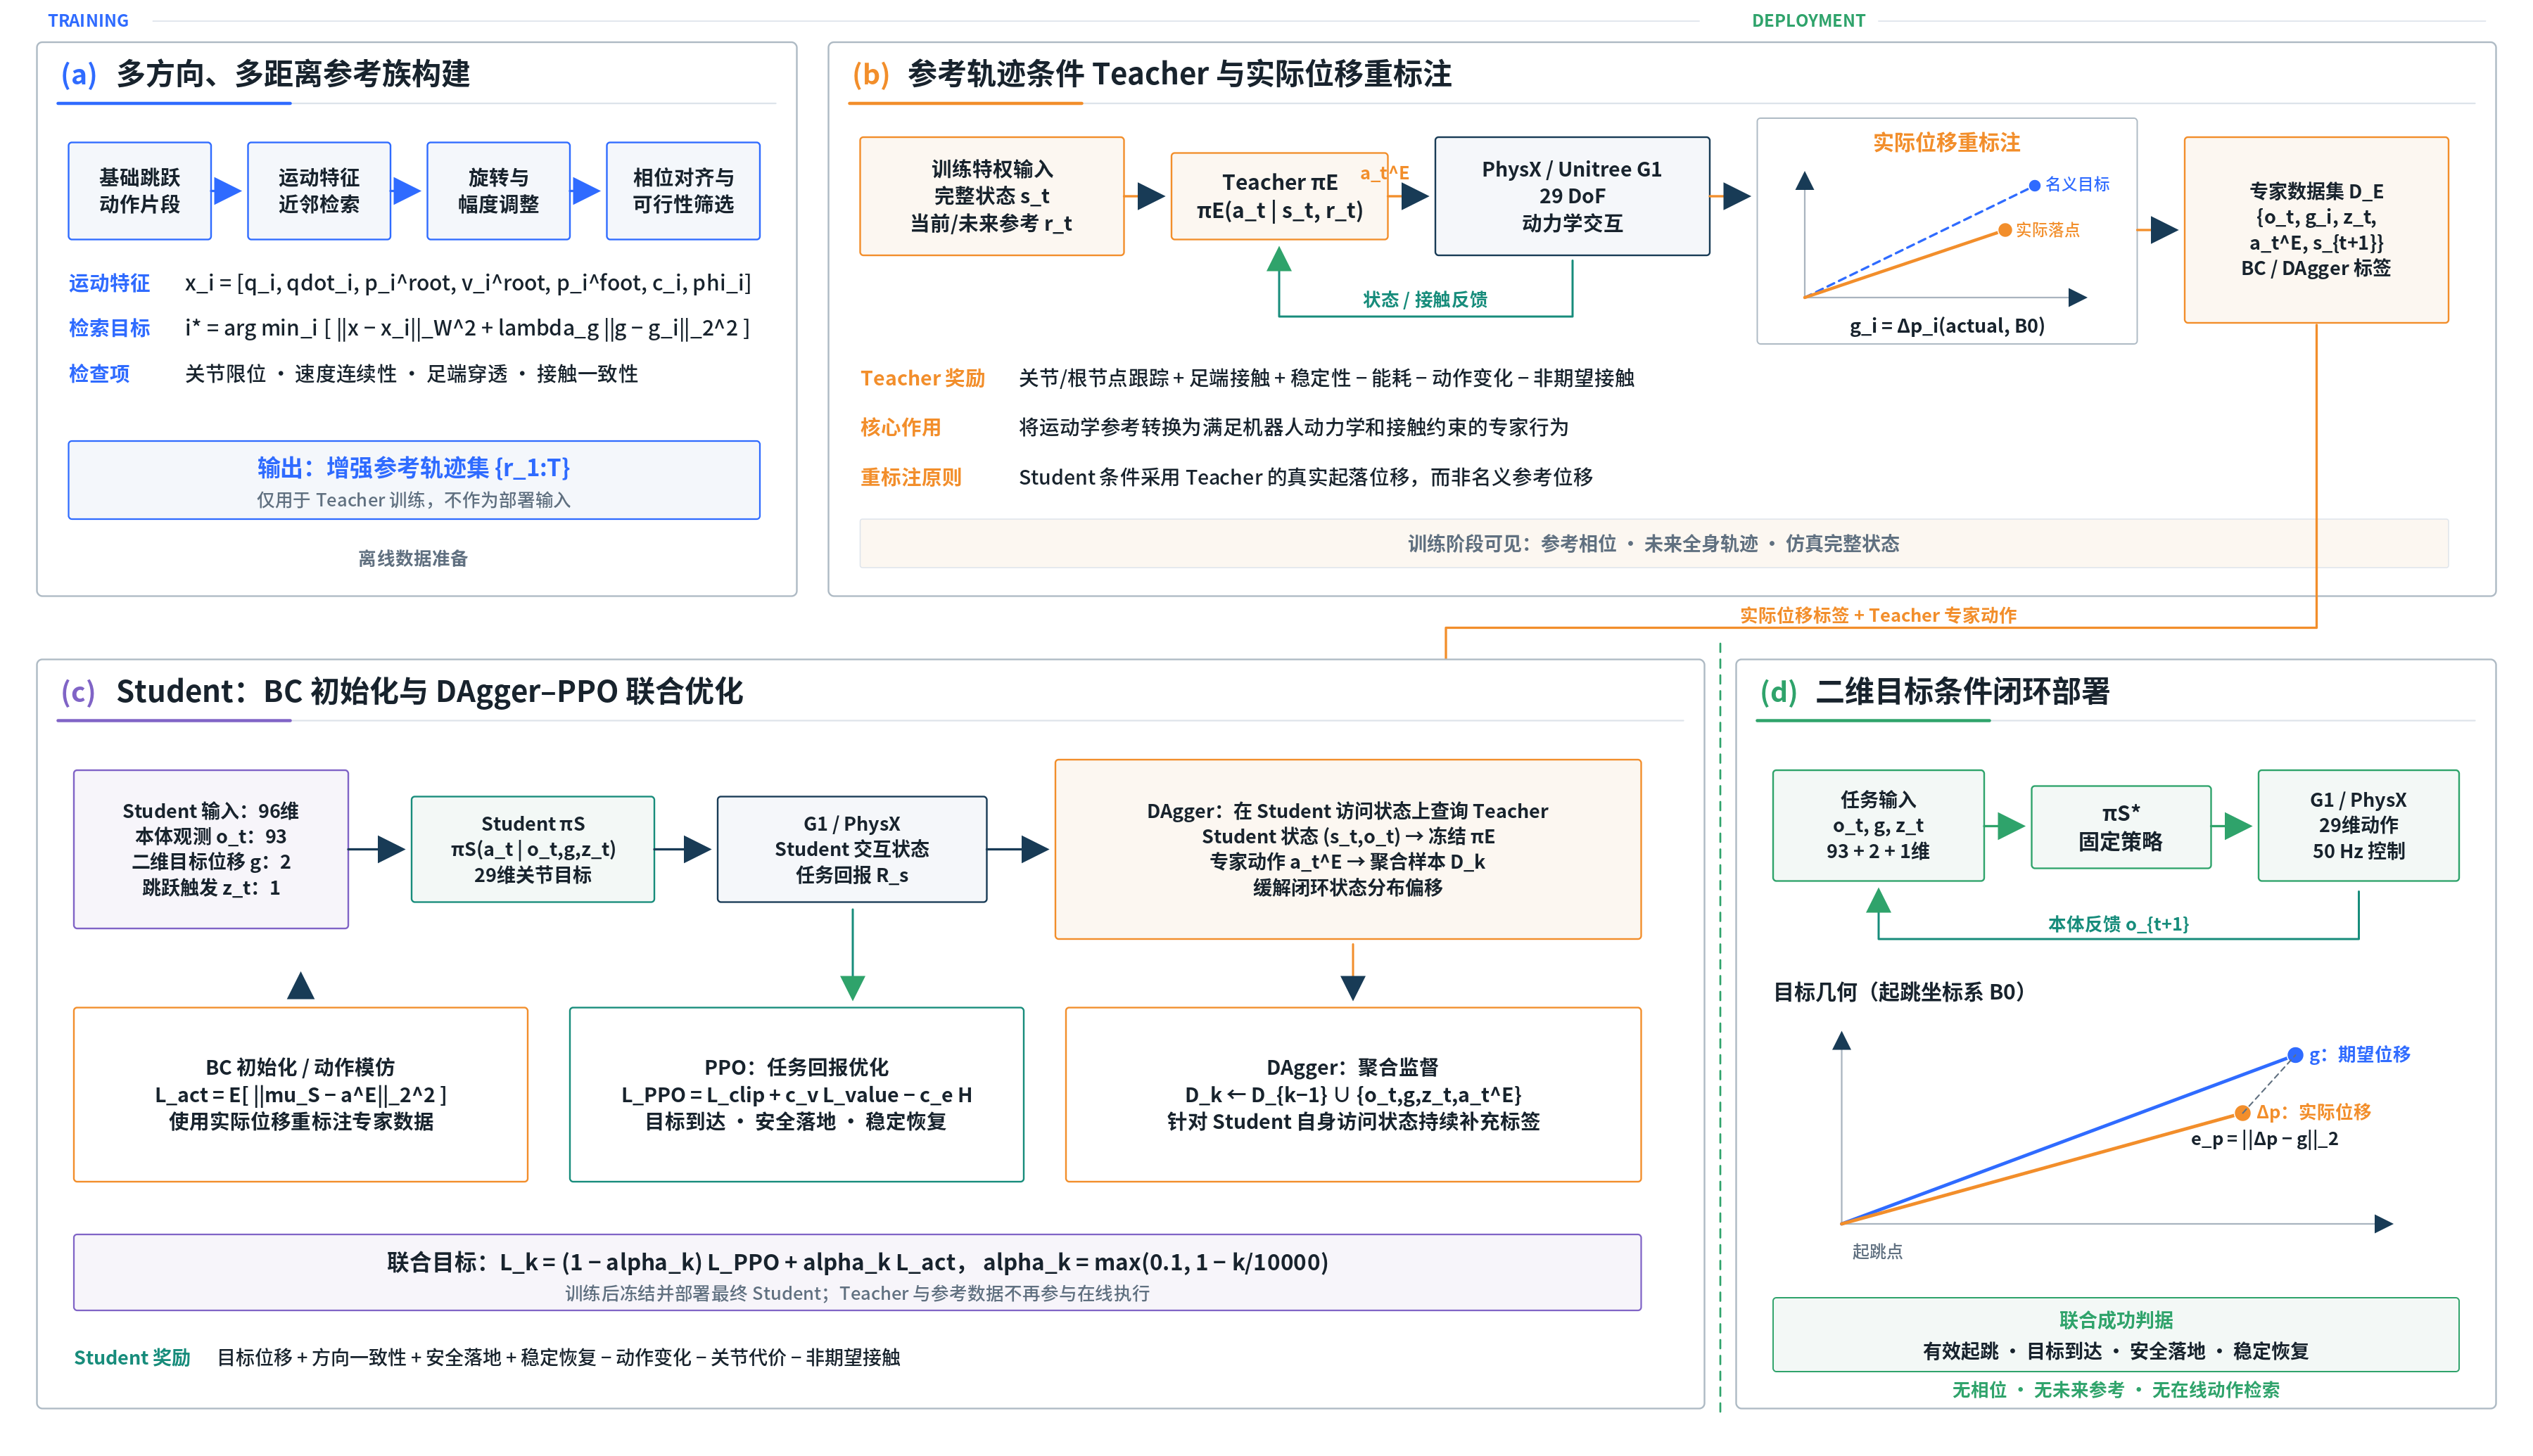 TRAINING
DEPLOYMENT
(a) 多方向、多距离参考族构建
基础跳跃
动作片段
运动特征
近邻检索
旋转与
幅度调整
相位对齐与
可行性筛选
运动特征 x_i = [q_i, qdot_i, p_i^root, v_i^root, p_i^foot, c_i, phi_i]
检索目标 i* = arg min_i [ ||x − x_i||_W^2 + lambda_g ||g − g_i||_2^2 ]
检查项 关节限位 • 速度连续性 • 足端穿透 • 接触一致性
输出：增强参考轨迹集 {r_1:T}
仅用于 Teacher 训练，不作为部署输入
离线数据准备
(b) 参考轨迹条件 Teacher 与实际位移重标注
训练特权输入
完整状态 s_t
当前/未来参考 r_t
Teacher πE
πE(a_t | s_t, r_t)
a_t^E
PhysX / Unitree G1
29 DoF
动力学交互
状态 / 接触反馈
实际位移重标注
名义目标
实际落点
g_i = Δp_i(actual, B0)
专家数据集 D_E
{o_t, g_i, z_t,
a_t^E, s_{t+1}}
BC / DAgger 标签
Teacher 奖励 关节/根节点跟踪 + 足端接触 + 稳定性 − 能耗 − 动作变化 − 非期望接触
核心作用 将运动学参考转换为满足机器人动力学和接触约束的专家行为
重标注原则 Student 条件采用 Teacher 的真实起落位移，而非名义参考位移
训练阶段可见：参考相位 • 未来全身轨迹 • 仿真完整状态
实际位移标签 + Teacher 专家动作
(c) Student：BC 初始化与 DAgger–PPO 联合优化
Student 输入：96维
本体观测 o_t：93
二维目标位移 g：2
跳跃触发 z_t：1
Student πS
πS(a_t | o_t,g,z_t)
29维关节目标
G1 / PhysX
Student 交互状态
任务回报 R_s
DAgger：在 Student 访问状态上查询 Teacher
Student 状态 (s_t,o_t) → 冻结 πE
专家动作 a_t^E → 聚合样本 D_k
缓解闭环状态分布偏移
BC 初始化 / 动作模仿
L_act = E[ ||mu_S − a^E||_2^2 ]
使用实际位移重标注专家数据
PPO：任务回报优化
L_PPO = L_clip + c_v L_value − c_e H
目标到达 • 安全落地 • 稳定恢复
DAgger：聚合监督
D_k ← D_{k−1} ∪ {o_t,g,z_t,a_t^E}
针对 Student 自身访问状态持续补充标签
联合目标：L_k = (1 − alpha_k) L_PPO + alpha_k L_act， alpha_k = max(0.1, 1 − k/10000)
训练后冻结并部署最终 Student；Teacher 与参考数据不再参与在线执行
Student 奖励 目标位移 + 方向一致性 + 安全落地 + 稳定恢复 − 动作变化 − 关节代价 − 非期望接触
(d) 二维目标条件闭环部署
任务输入
o_t, g, z_t
93 + 2 + 1维
πS*
固定策略
G1 / PhysX
29维动作
50 Hz 控制
本体反馈 o_{t+1}
目标几何（起跳坐标系 B0）
g：期望位移
Δp：实际位移
e_p = ||Δp − g||_2
起跳点
联合成功判据
有效起跳 • 目标到达 • 安全落地 • 稳定恢复
无相位 • 无未来参考 • 无在线动作检索